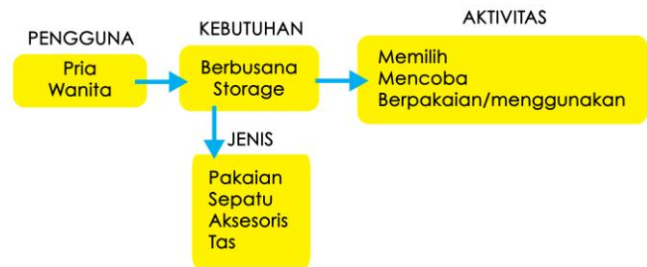 PENGGUNA
Pria
Wanita
KEBUTUHAN
Berbusana
Storage
AKTIVITAS
Memilih
Mencoba
Berpakaian/menggunakan
JENIS
Pakaian
Sepatu
Aksesoris
Tas